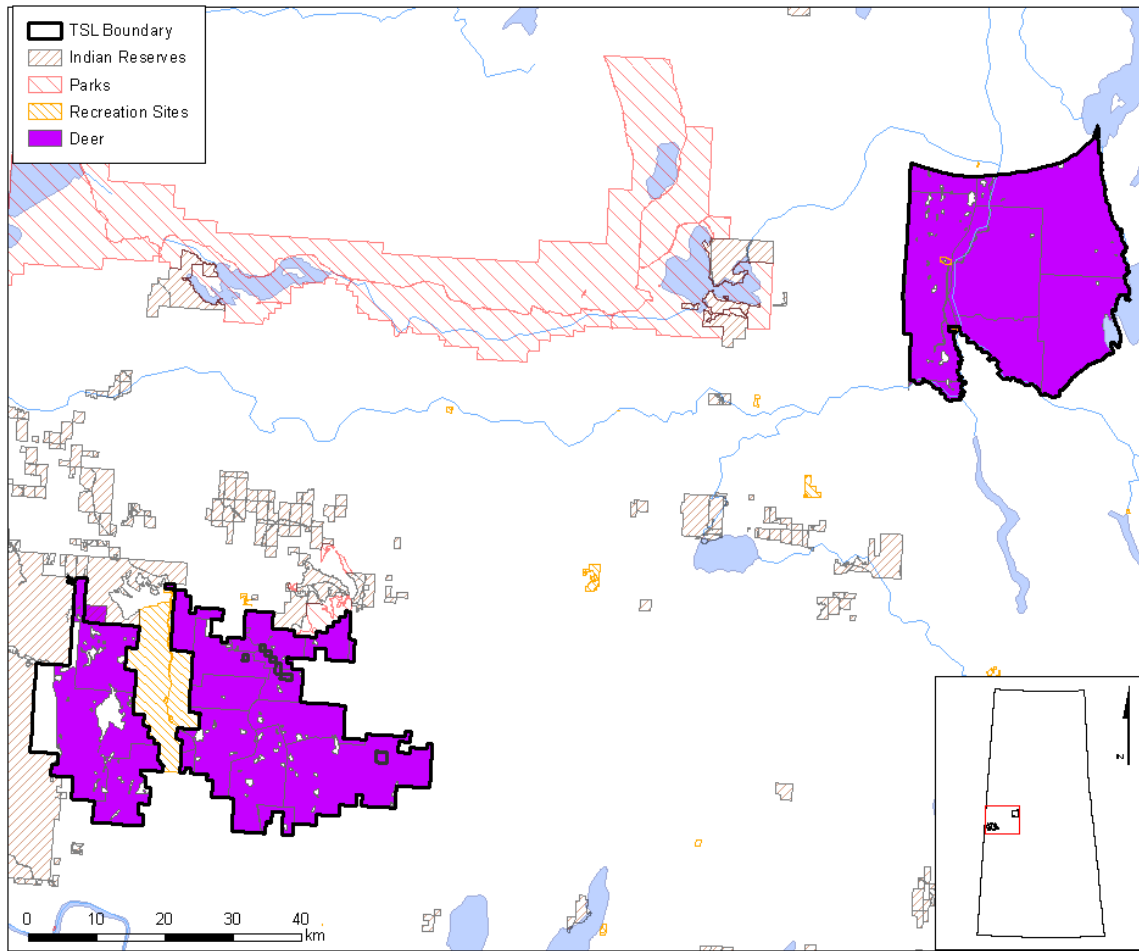 TSL Boundary
Indian Reserves
Parks
Recreation Sites
Deer
N
0 10 20 30 40
km